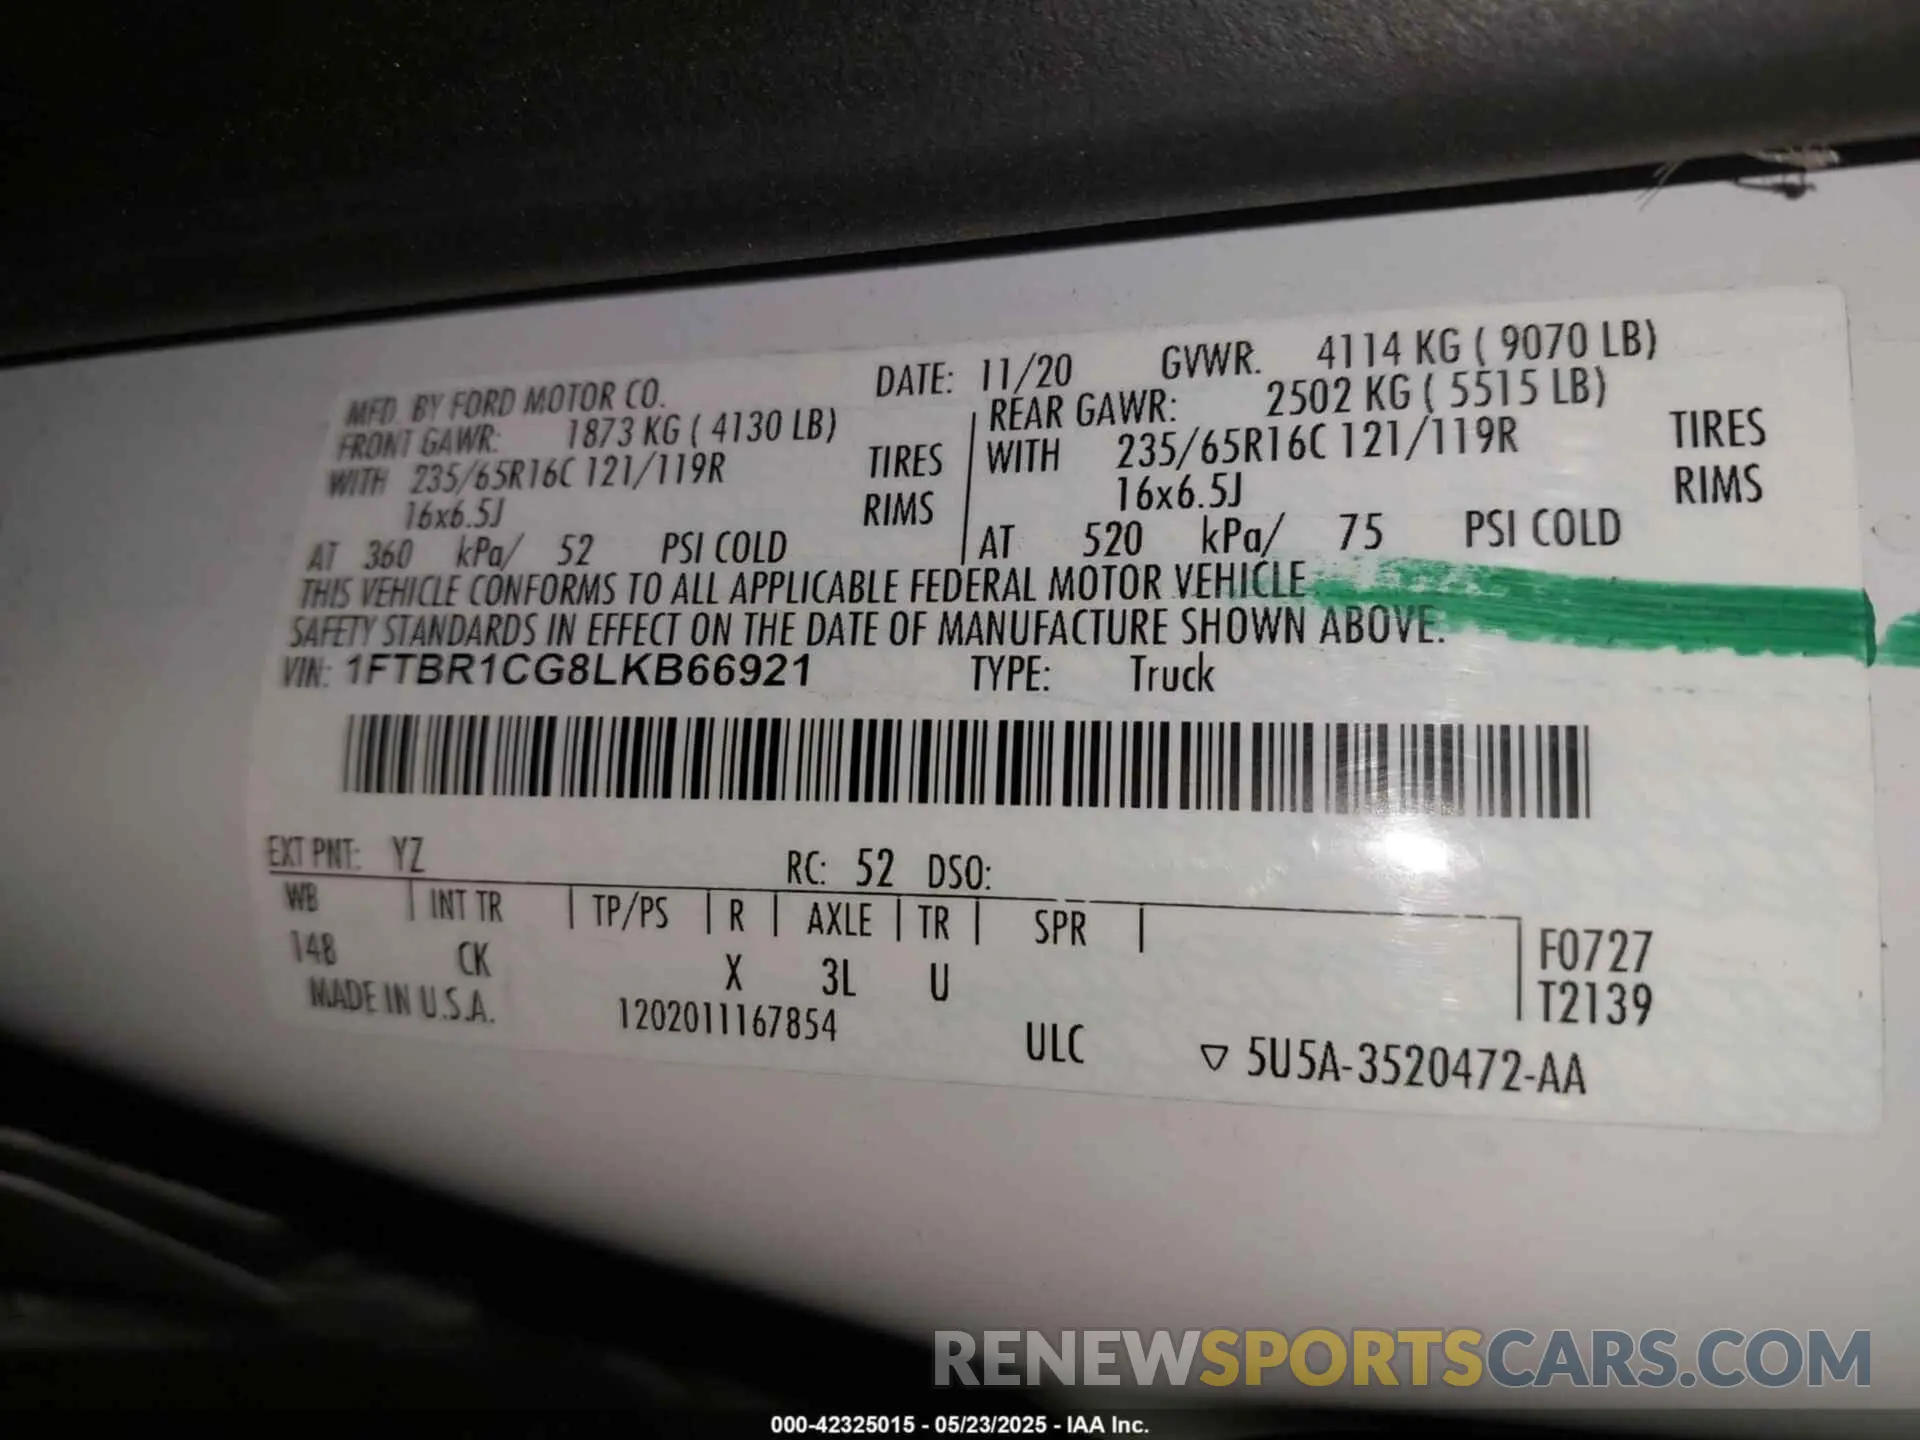 MFD. BY FORD MOTOR CO. DATE: 11/20 GVWR. 4114 KG ( 9070 LB)
FRONT GAWR: 1873 KG ( 4130 LB) REAR GAWR: 2502 KG ( 5515 LB)
WITH 235/65R16C 121/119R TIRES WITH 235/65R16C 121/119R TIRES
16x6.5J RIMS 16x6.5J RIMS
AT 360 kPa/ 52 PSI COLD AT 520 kPa/ 75 PSI COLD
THIS VEHICLE CONFORMS TO ALL APPLICABLE FEDERAL MOTOR VEHICLE
SAFETY STANDARDS IN EFFECT ON THE DATE OF MANUFACTURE SHOWN ABOVE.
VIN: 1FTBR1CG8LKB66921 TYPE: Truck
EXT PNT: YZ RC: 52 DSO:
WB INT TR TP/PS R AXLE TR SPR
148 CK X 3L U
F0727
T2139
MADE IN U.S.A. 1202011167854 ULC ▽ 5U5A-3520472-AA
RENEWSPORTSCARS.COM
000-42325015 - 05/23/2025 - IAA Inc.